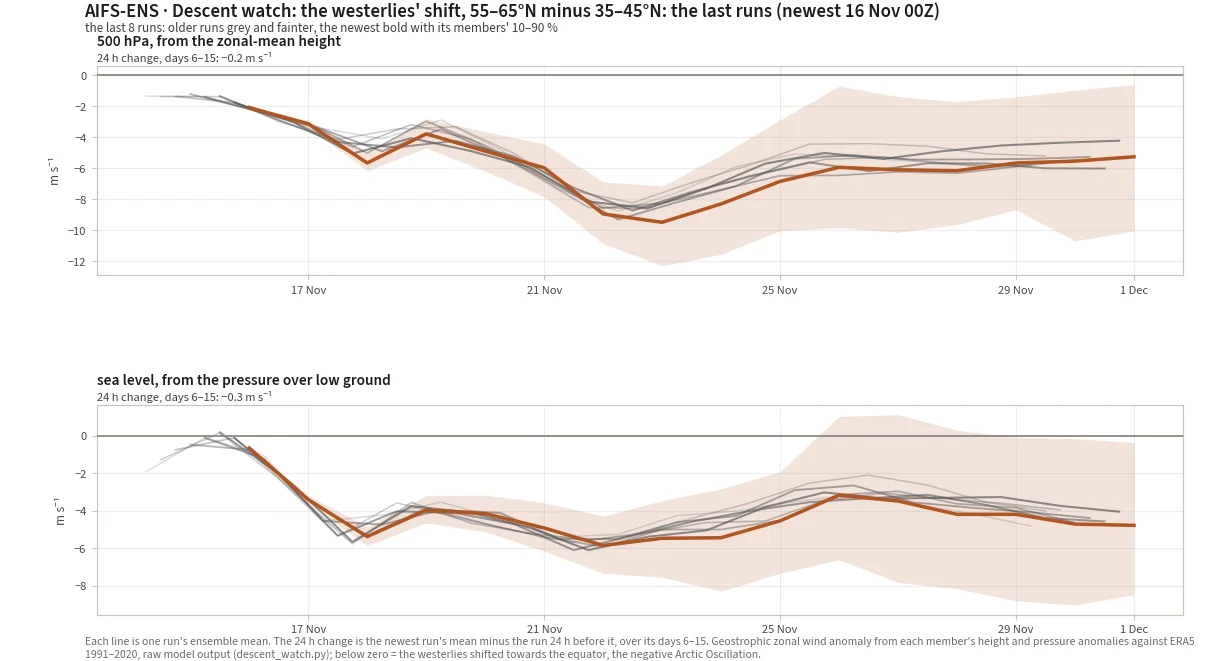 AIFS-ENS · Descent watch: the westerlies' shift, 55–65°N minus 35–45°N: the last runs (newest 16 Nov 00Z)
the last 8 runs: older runs grey and fainter, the newest bold with its members' 10–90 %
500 hPa, from the zonal-mean height
24 h change, days 6–15: −0.2 m s⁻¹
0
−2
−4
−6
−8
−10
−12
m s⁻¹
17 Nov 21 Nov 25 Nov 29 Nov 1 Dec
sea level, from the pressure over low ground
24 h change, days 6–15: −0.3 m s⁻¹
0
−2
−4
−6
−8
m s⁻¹
17 Nov 21 Nov 25 Nov 29 Nov 1 Dec
Each line is one run's ensemble mean. The 24 h change is the newest run's mean minus the run 24 h before it, over its days 6–15. Geostrophic zonal wind anomaly from each member's height and pressure anomalies against ERA5
1991–2020, raw model output (descent_watch.py); below zero = the westerlies shifted towards the equator, the negative Arctic Oscillation.